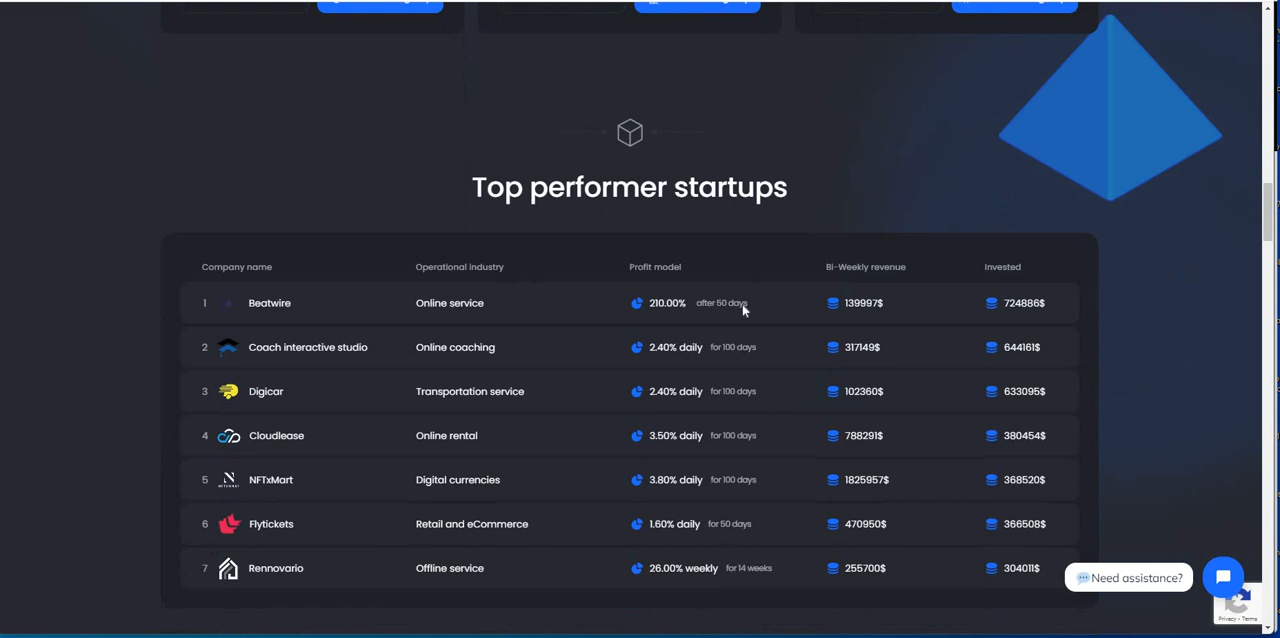 Top performer startups
Company name Operational industry Profit model Bi-Weekly revenue Invested
1 Beatwire Online service 210.00% after 50 days 139997$ 724886$
2 Coach interactive studio Online coaching 2.40% daily for 100 days 317149$ 644161$
3 Digicar Transportation service 2.40% daily for 100 days 102360$ 633095$
4 Cloudlease Online rental 3.50% daily for 100 days 788291$ 380454$
5 NFTxMart Digital currencies 3.80% daily for 100 days 1825957$ 368520$
6 Flytickets Retail and eCommerce 1.60% daily for 50 days 470950$ 366508$
7 Rennovario Offline service 26.00% weekly for 14 weeks 255700$ 304011$
Need assistance?
Privacy - Terms